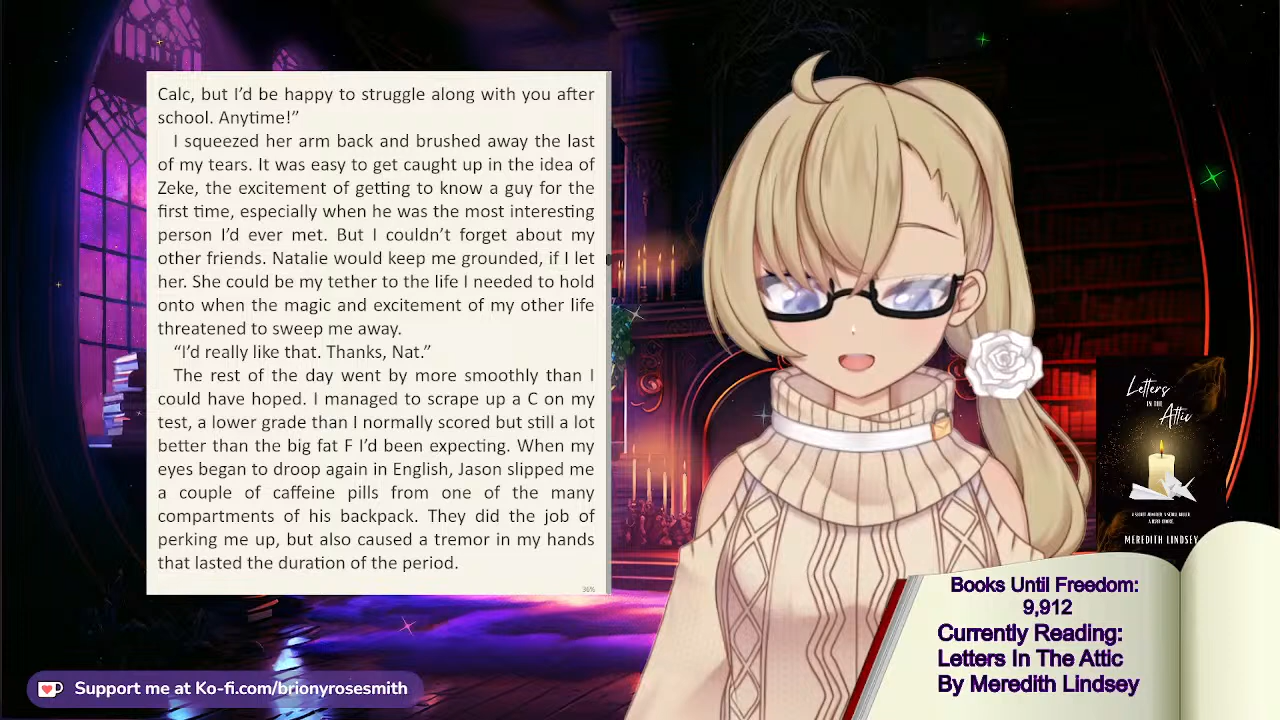 Calc, but I'd be happy to struggle along with you after
school. Anytime!”
I squeezed her arm back and brushed away the last
of my tears. It was easy to get caught up in the idea of
Zeke, the excitement of getting to know a guy for the
first time, especially when he was the most interesting
person I'd ever met. But I couldn't forget about my
other friends. Natalie would keep me grounded, if I let
her. She could be my tether to the life I needed to hold
onto when the magic and excitement of my other life
threatened to sweep me away.
“I'd really like that. Thanks, Nat.”
The rest of the day went by more smoothly than I
could have hoped. I managed to scrape up a C on my
test, a lower grade than I normally scored but still a lot
better than the big fat F I'd been expecting. When my
eyes began to droop again in English, Jason slipped me
a couple of caffeine pills from one of the many
compartments of his backpack. They did the job of
perking me up, but also caused a tremor in my hands
that lasted the duration of the period.
36%
Letters
IN THE
Attic
MEREDITH LINDSEY
Books Until Freedom:
9,912
Currently Reading:
Letters In The Attic
By Meredith Lindsey
Support me at Ko-fi.com/brionyrosesmith